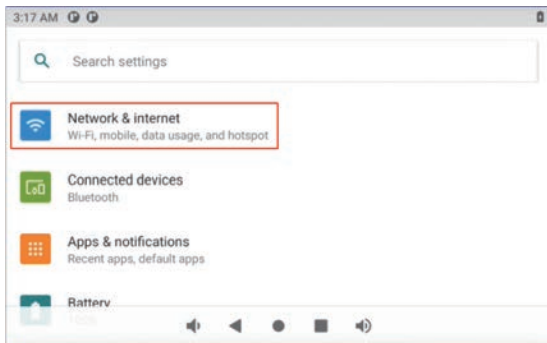 3:17 AM
Search settings
Network & internet
Wi-Fi, mobile, data usage, and hotspot
Connected devices
Bluetooth
Apps & notifications
Recent apps, default apps
Battery